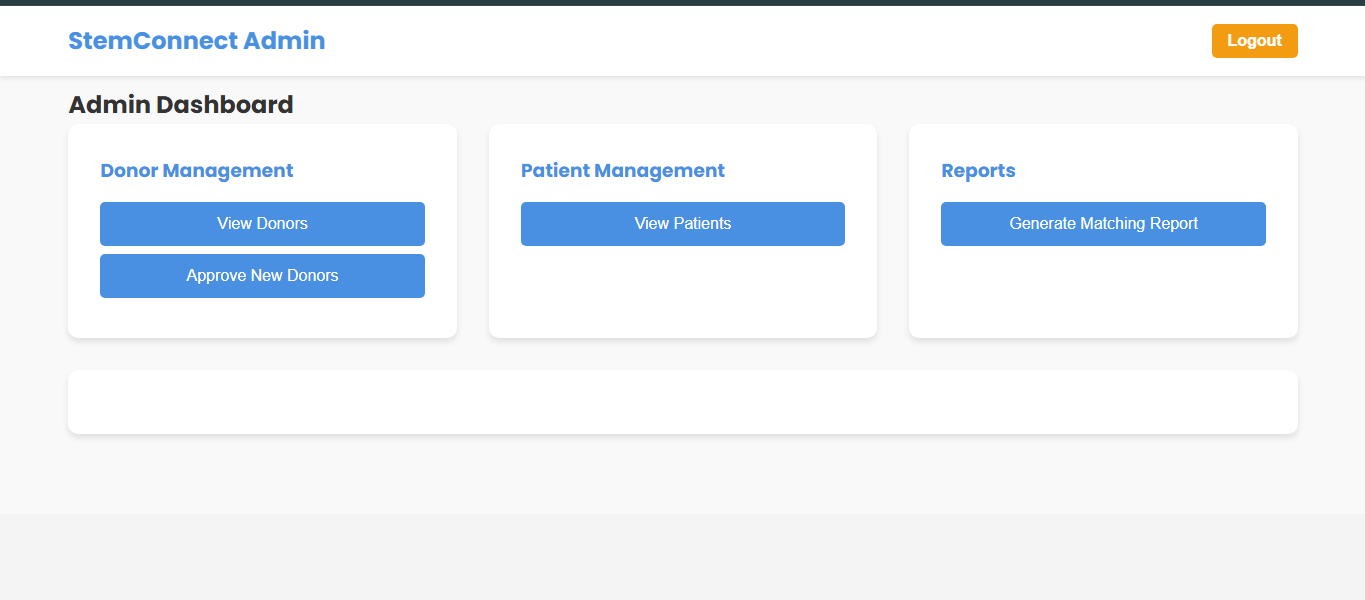 StemConnect Admin
Logout
Admin Dashboard
Donor Management
View Donors
Approve New Donors
Patient Management
View Patients
Reports
Generate Matching Report